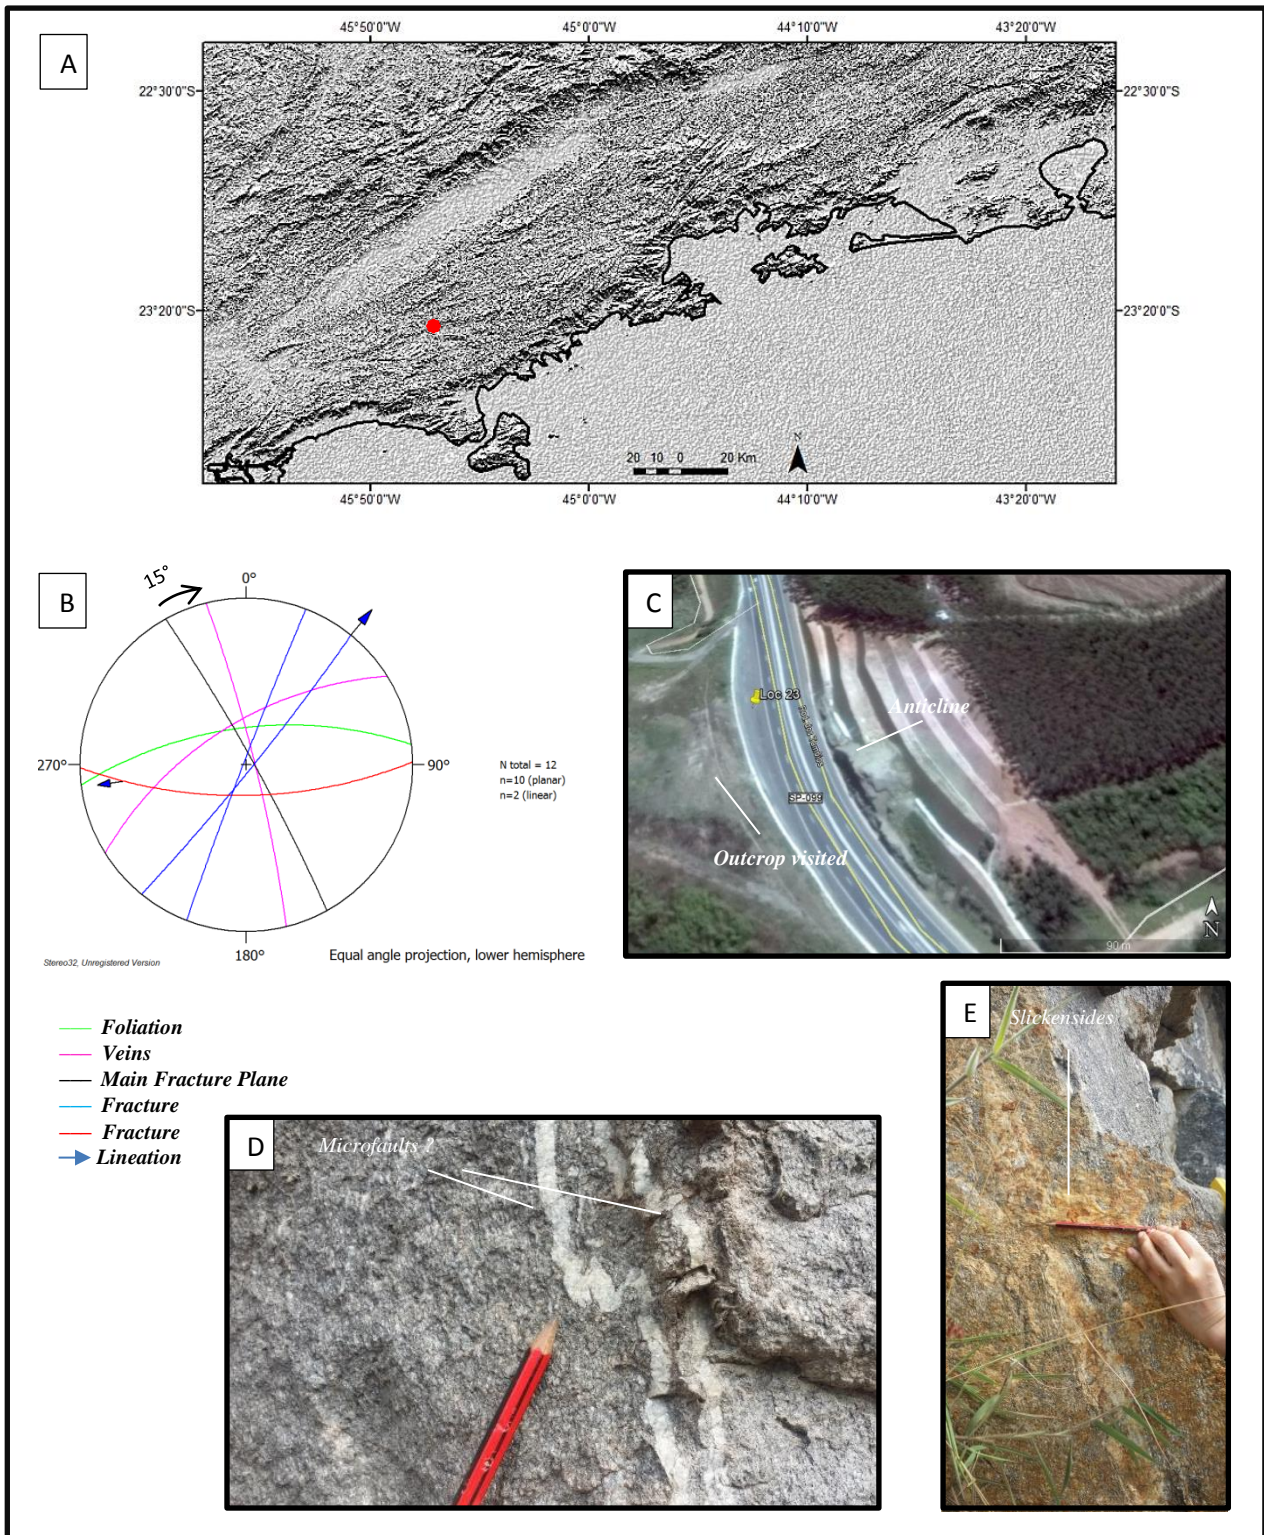 A
45°50'0"W 45°0'0"W 44°10'0"W 43°20'0"W
22°30'0"S 22°30'0"S
23°20'0"S 23°20'0"S
N
20 10 0 20 Km
45°50'0"W 45°0'0"W 44°10'0"W 43°20'0"W
B
15°
0°
270° 90°
180°
N total = 12
n=10 (planar)
n=2 (linear)
Stereo32, Unregistered Version
Equal angle projection, lower hemisphere
C
Loc 23
Anticline
SP-099
Outcrop visited
N
90 m
Foliation
Veins
Main Fracture Plane
Fracture
Fracture
Lineation
D
Microfaults ?
E
Slickensides